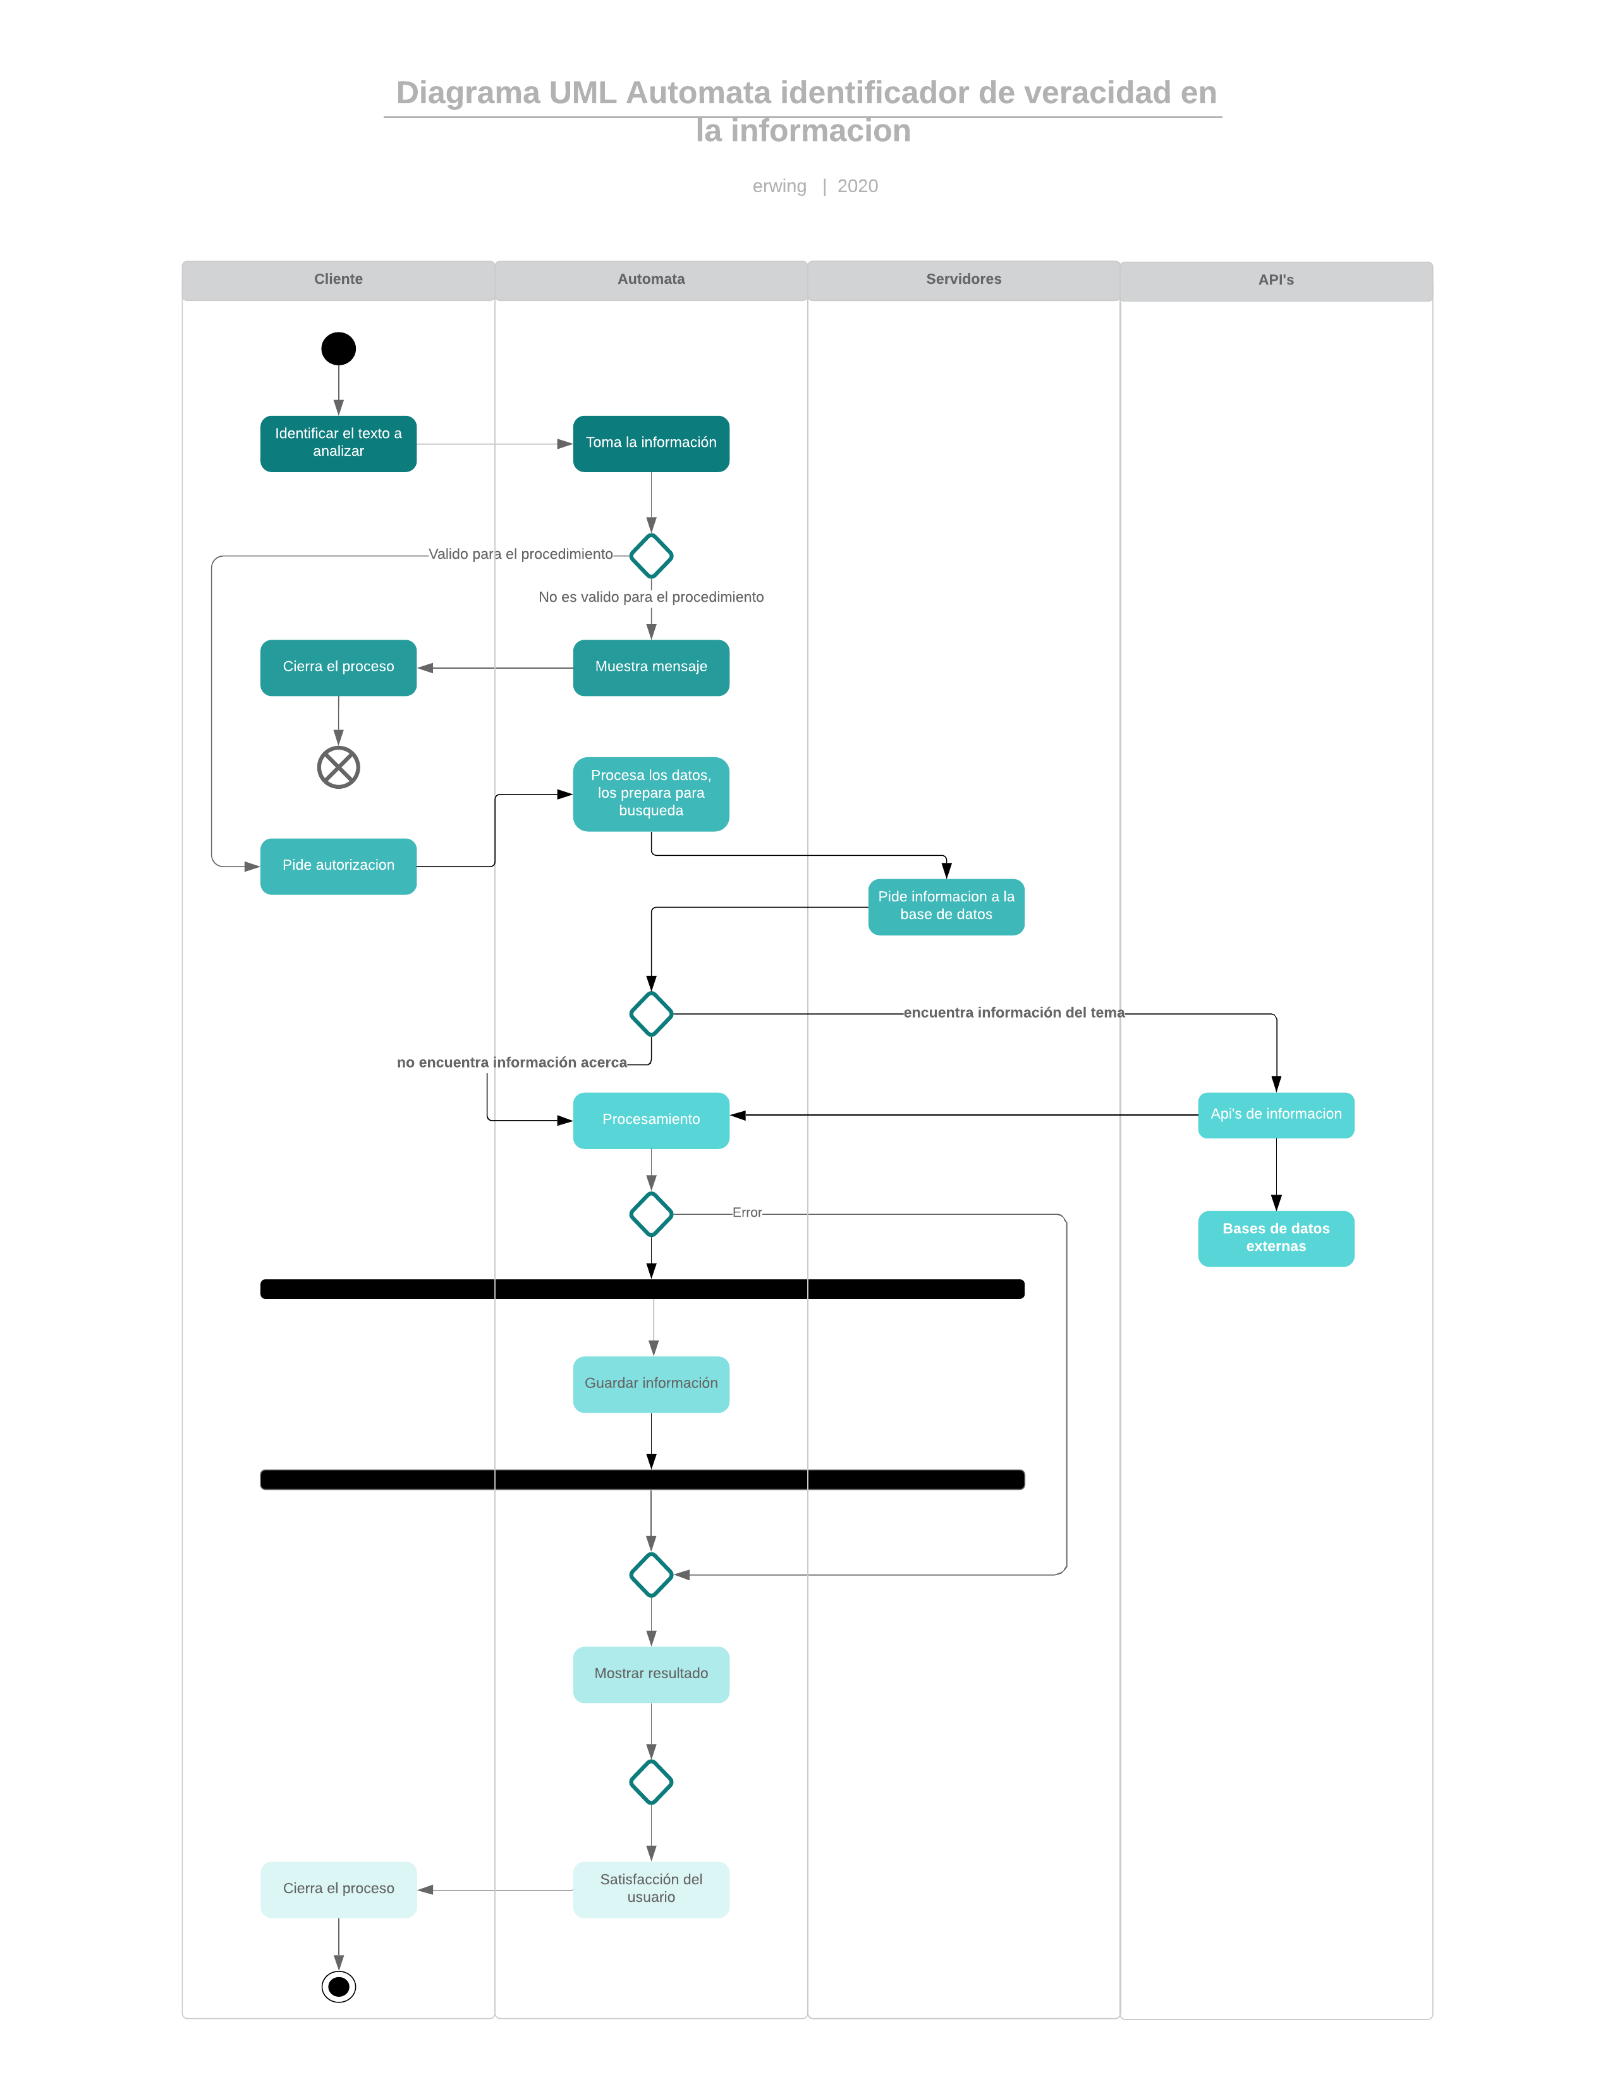 Diagrama UML Automata identificador de veracidad en
la informacion
erwing | 2020
Cliente
Automata
Servidores
API's
Identificar el texto a
analizar
Toma la información
Valido para el procedimiento
No es valido para el procedimiento
Cierra el proceso
Muestra mensaje
Procesa los datos,
los prepara para
busqueda
Pide autorizacion
Pide informacion a la
base de datos
encuentra información del tema
no encuentra información acerca
Procesamiento
Api's de informacion
Error
Bases de datos
externas
Guardar información
Mostrar resultado
Satisfacción del
usuario
Cierra el proceso